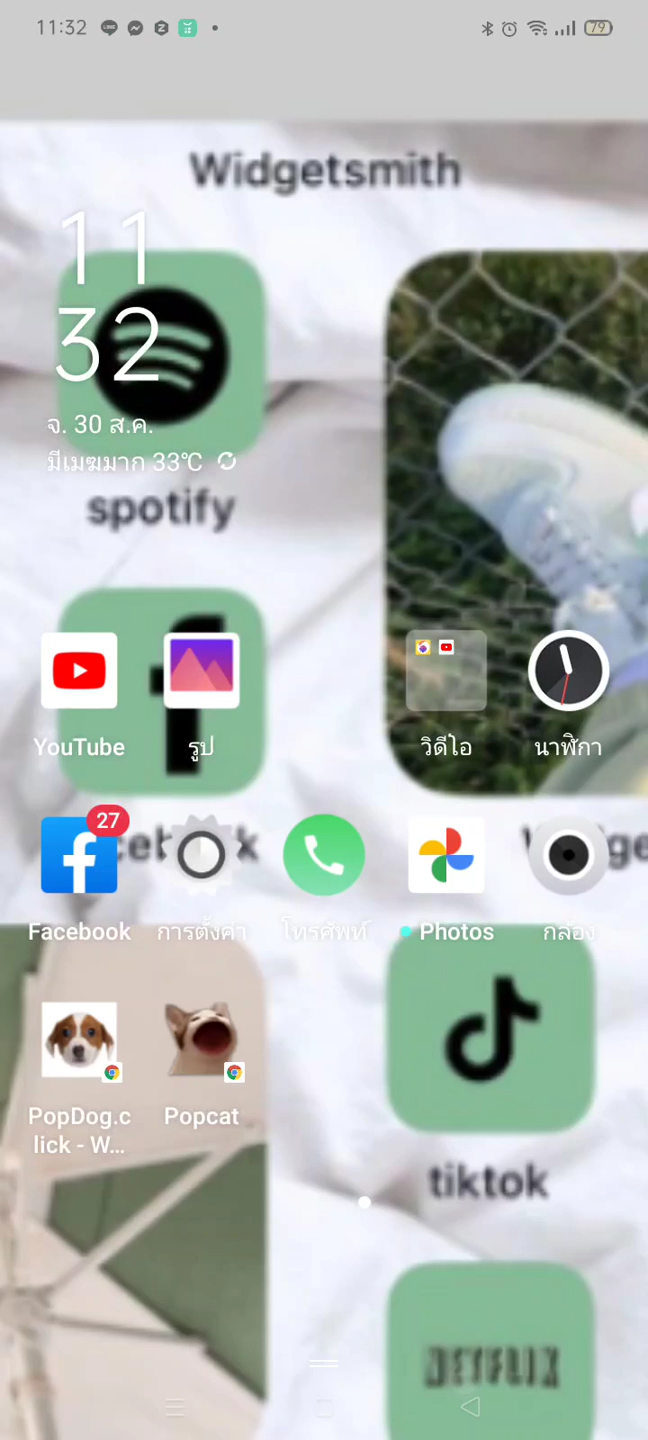 11:32
79
Widgetsmith
11
32
จ. 30 ส.ค.
มีเมฆมาก 33°C
spotify
YouTube
รูป
วิดีโอ
นาฬิกา
27
Facebook
การตั้งค่า
โทรศัพท์
Photos
กล้อง
PopDog.c
lick - W...
Popcat
tiktok
NETFLIX